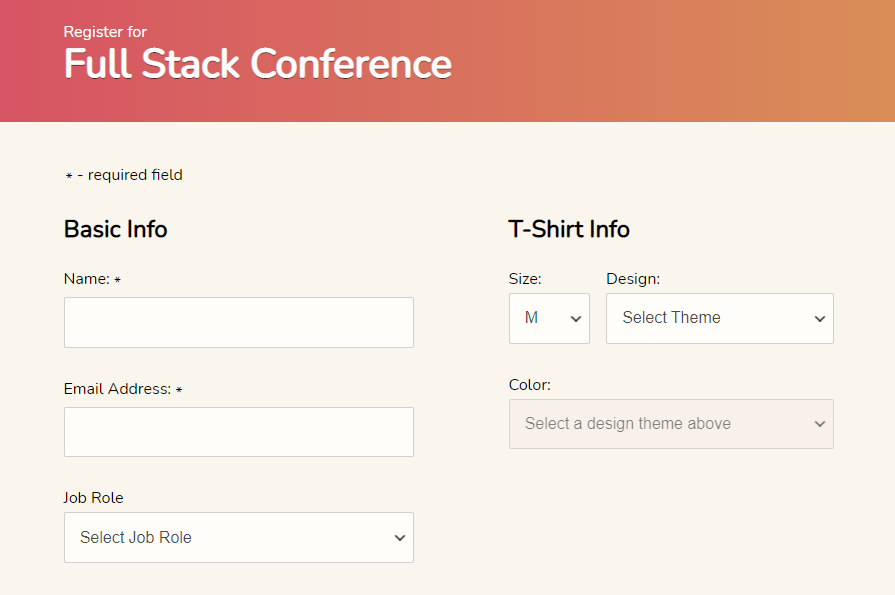 Register for
Full Stack Conference
* - required field
Basic Info
Name: *
Email Address: *
Job Role
Select Job Role
T-Shirt Info
Size:
Design:
M
Select Theme
Color:
Select a design theme above